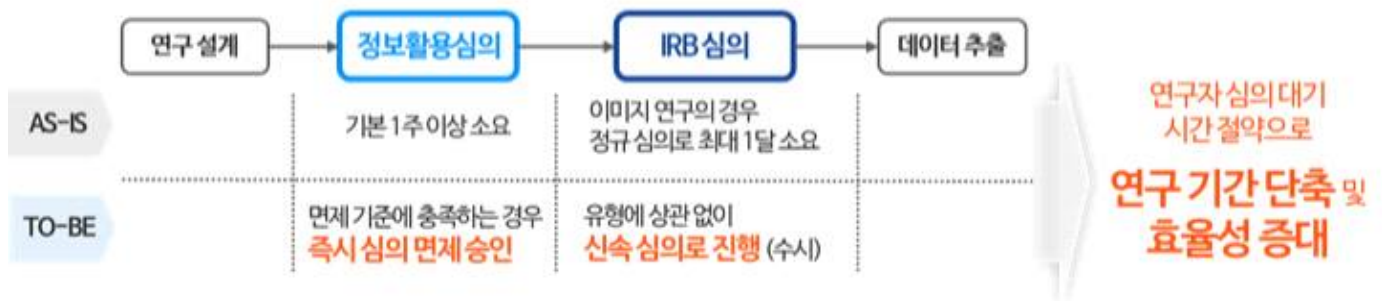 연구 설계
정보활용심의
IRB 심의
데이터 추출
AS-IS
기본 1주 이상 소요
이미지 연구의 경우
정규 심의로 최대 1달 소요
TO-BE
면제 기준에 충족하는 경우
즉시 심의 면제 승인
유형에 상관 없이
신속 심의로 진행 (수시)
연구자 심의 대기
시간 절약으로
연구 기간 단축 및
효율성 증대